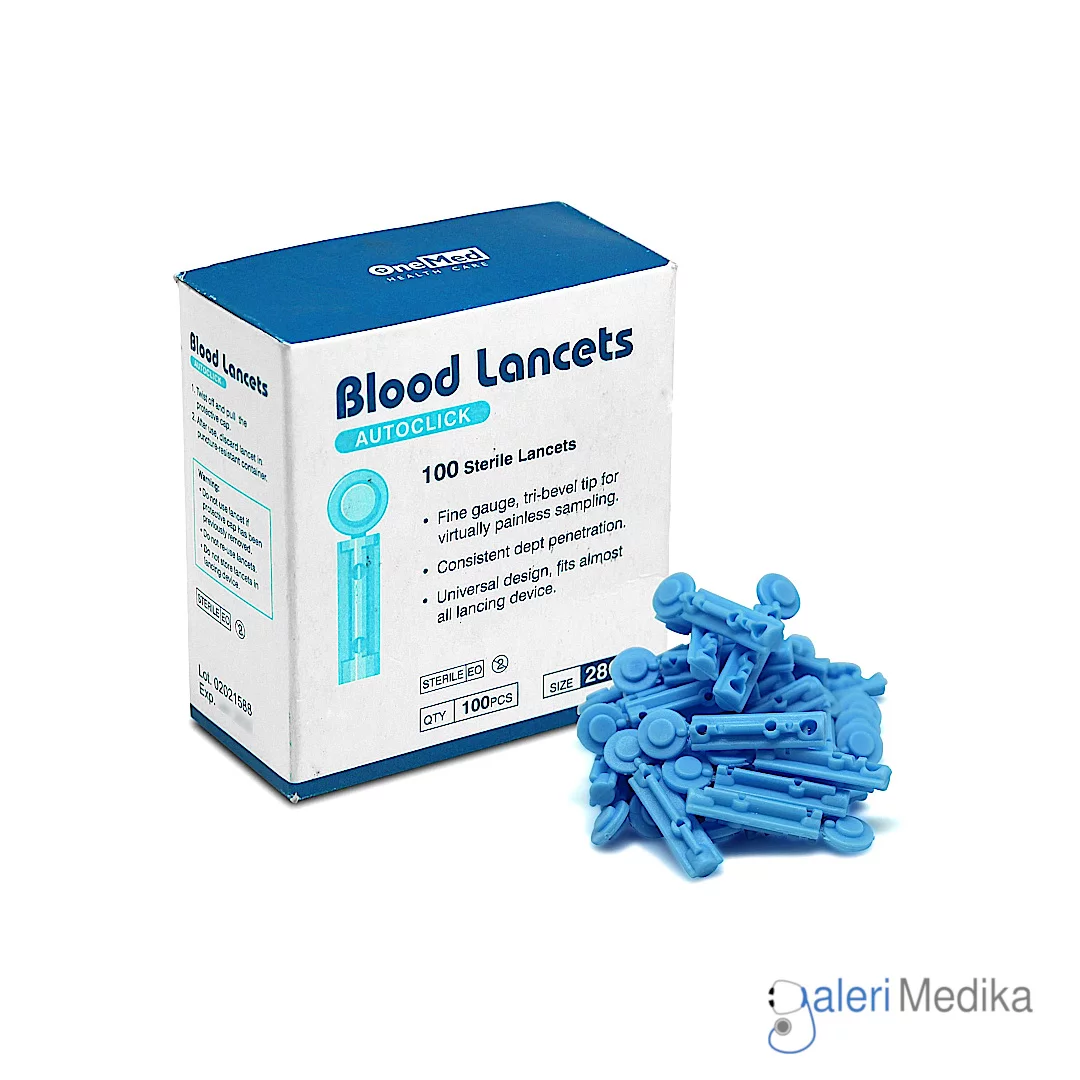 OneMed
HEALTH CARE
Blood Lancets
AUTOCLICK
1. Twist off and pull the
protective cap.
2. After use, discard lancet in
puncture-resistant container.
Warning:
• Do not use lancet if
protective cap has been
previously removed.
• Do not re-use lancets.
• Do not store lancets in
lancing device.
STERILE EO 2
Lot. 02021588
Exp.
Blood Lancets
AUTOCLICK
100 Sterile Lancets
• Fine gauge, tri-bevel tip for
virtually painless sampling.
• Consistent dept penetration.
• Universal design, fits almost
all lancing device.
STERILE EO 2
QTY 100PCS
SIZE 28
galeri Medika